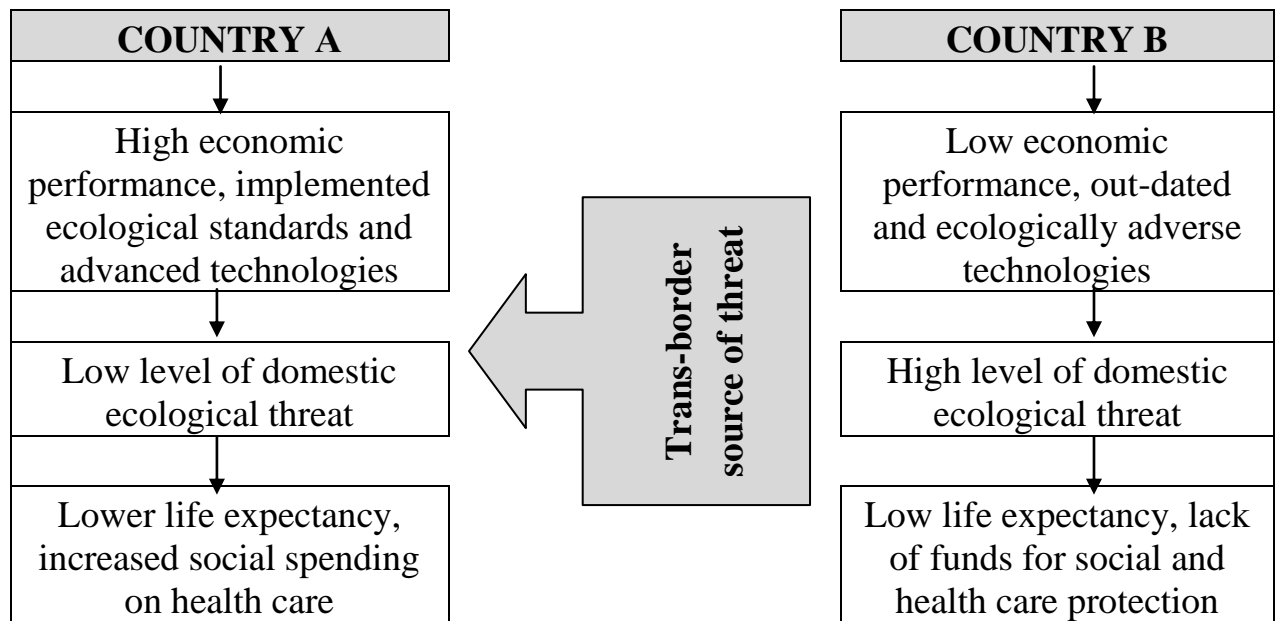 COUNTRY A
High economic
performance, implemented
ecological standards and
advanced technologies
Low level of domestic
ecological threat
Lower life expectancy,
increased social spending
on health care
Trans-border
source of threat
COUNTRY B
Low economic
performance, out-dated
and ecologically adverse
technologies
High level of domestic
ecological threat
Low life expectancy, lack
of funds for social and
health care protection